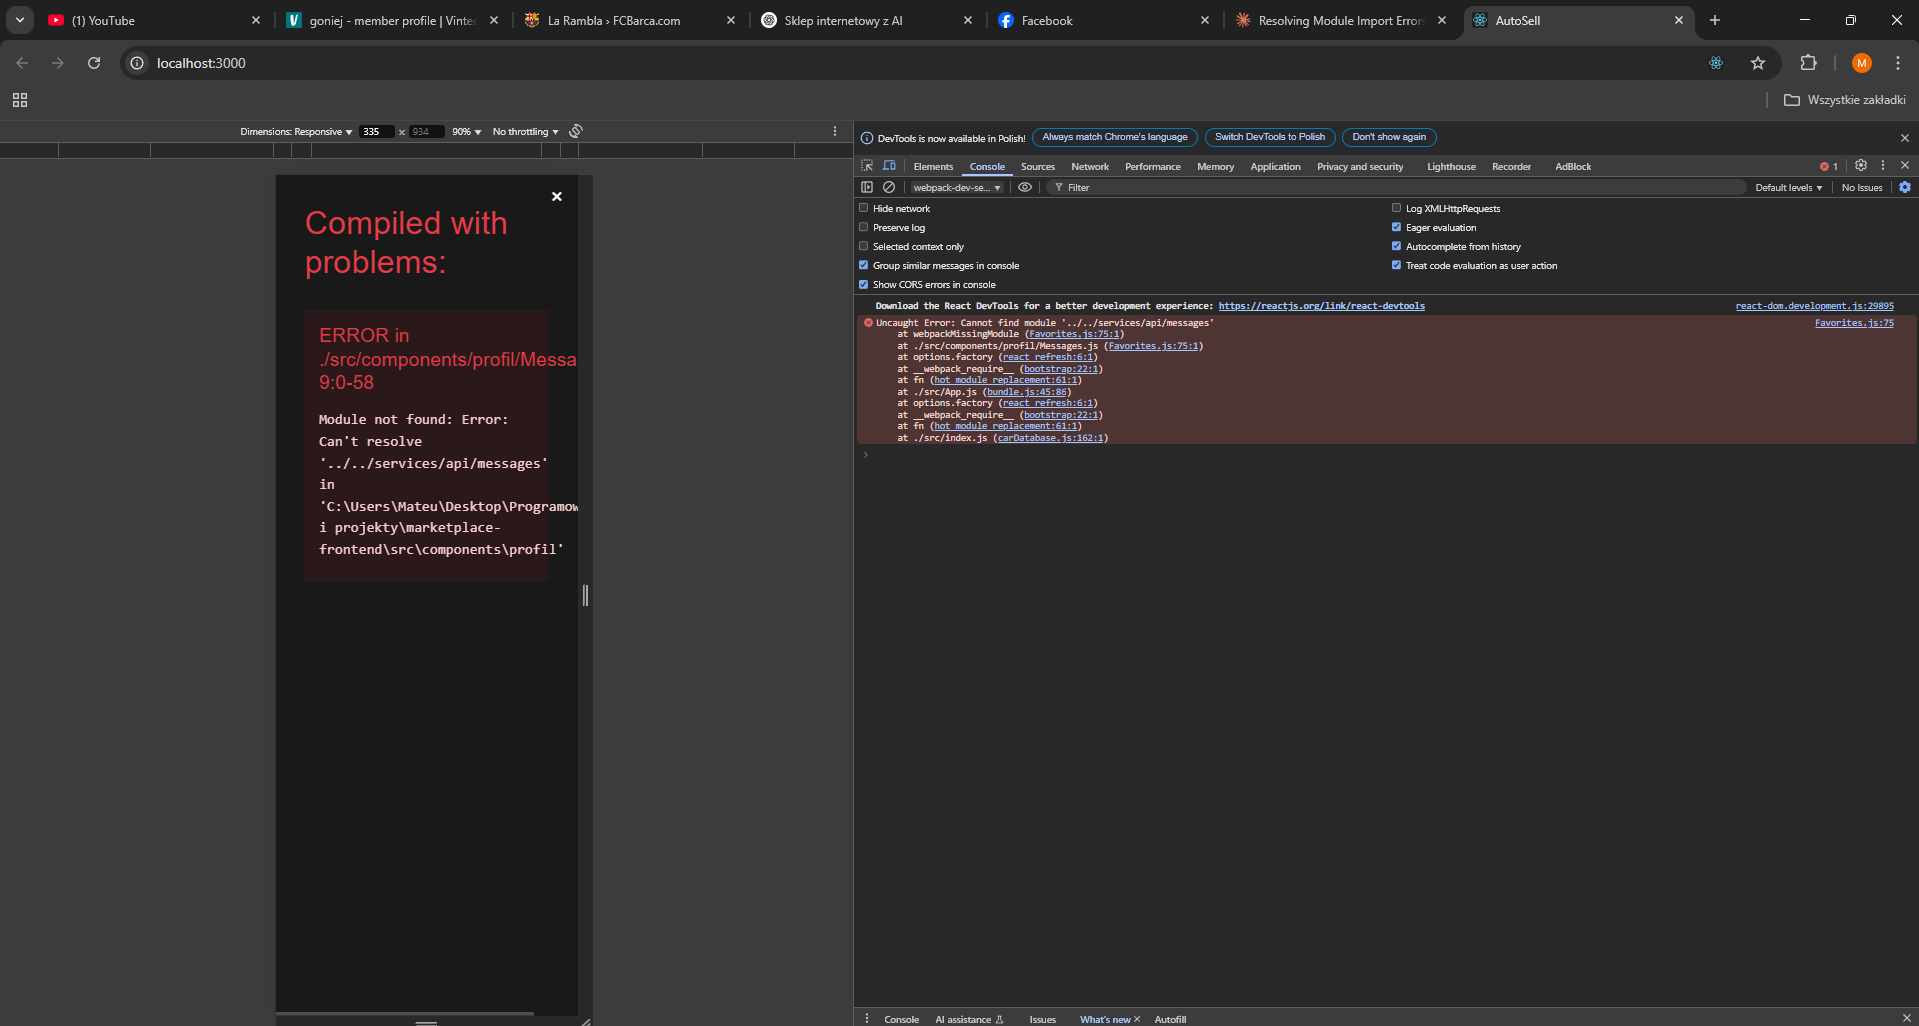 (1) YouTube
goniej - member profile | Vinted
La Rambla › FCBarca.com
Sklep internetowy z AI
Facebook
Resolving Module Import Errors
AutoSell
localhost:3000
M
Wszystkie zakładki
Dimensions: Responsive 335 × 934 90% No throttling
Compiled with
problems:
ERROR in
./src/components/profil/Messa
9:0-58
Module not found: Error:
Can't resolve
'../../services/api/messages'
in
'C:\Users\Mateu\Desktop\Programow
i projekty\marketplace-
frontend\src\components\profil'
DevTools is now available in Polish! Always match Chrome's language Switch DevTools to Polish Don't show again
Elements Console Sources Network Performance Memory Application Privacy and security Lighthouse Recorder AdBlock 1
webpack-dev-se... Filter Default levels No Issues
Hide network
Log XMLHttpRequests
Preserve log
Eager evaluation
Selected context only
Autocomplete from history
Group similar messages in console
Treat code evaluation as user action
Show CORS errors in console
Download the React DevTools for a better development experience: https://reactjs.org/link/react-devtools react-dom.development.js:29895
Uncaught Error: Cannot find module '../../services/api/messages' Favorites.js:75
at webpackMissingModule (Favorites.js:75:1)
at ./src/components/profil/Messages.js (Favorites.js:75:1)
at options.factory (react refresh:6:1)
at __webpack_require__ (bootstrap:22:1)
at fn (hot module replacement:61:1)
at ./src/App.js (bundle.js:45:86)
at options.factory (react refresh:6:1)
at __webpack_require__ (bootstrap:22:1)
at fn (hot module replacement:61:1)
at ./src/index.js (carDatabase.js:162:1)
Console AI assistance Issues What's new Autofill